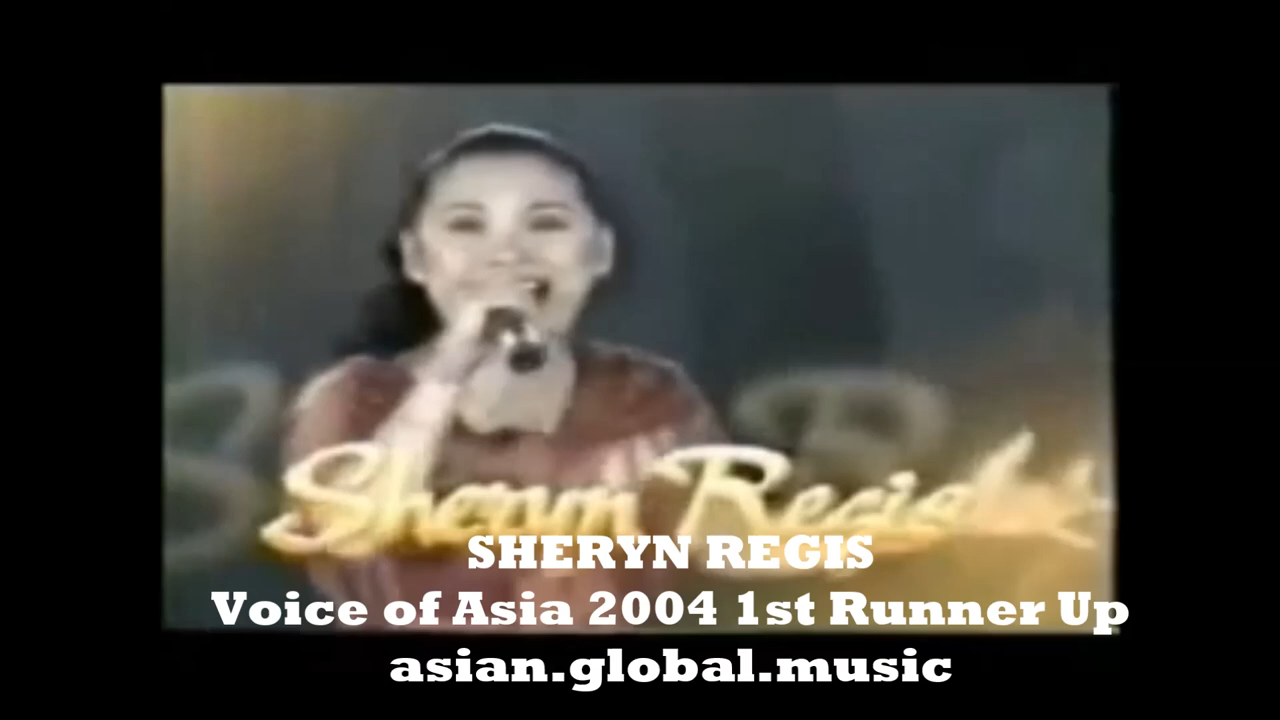 Sheryn Regis
SHERYN REGIS
Voice of Asia 2004 1st Runner Up
asian.global.music